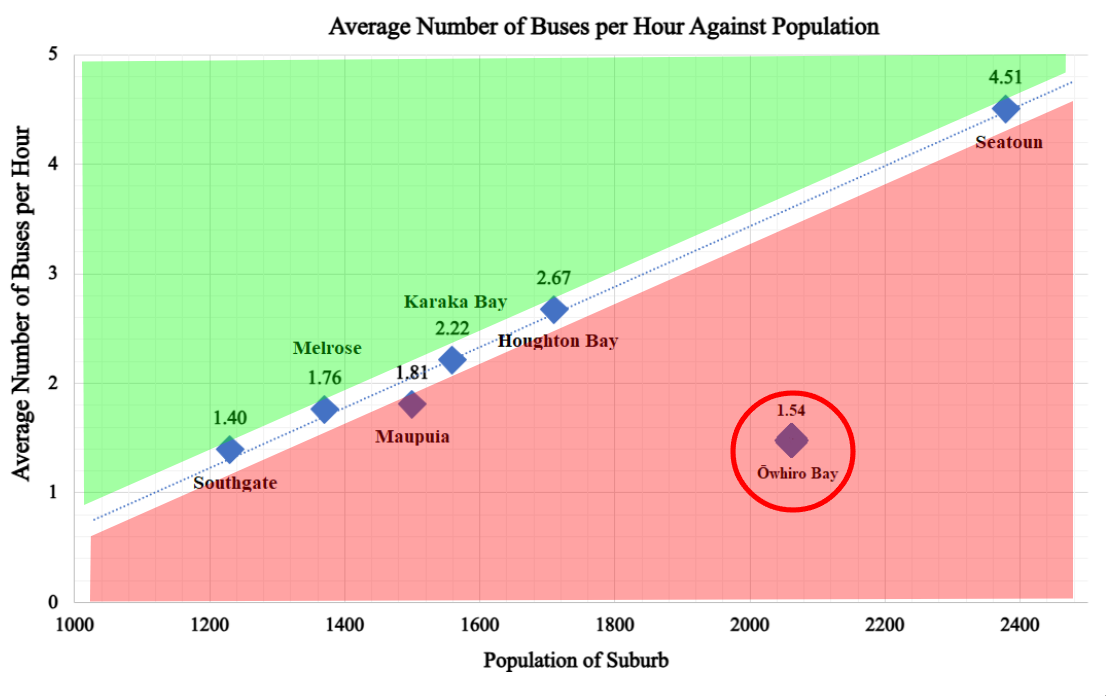 Average Number of Buses per Hour Against Population
Average Number of Buses per Hour
5
4
3
2
1
0
4.51
Seatoun
2.67
Karaka Bay
2.22
Houghton Bay
Melrose
1.76
1.81
Maupuia
1.40
Southgate
1.54
Ōwhiro Bay
1000 1200 1400 1600 1800 2000 2200 2400
Population of Suburb